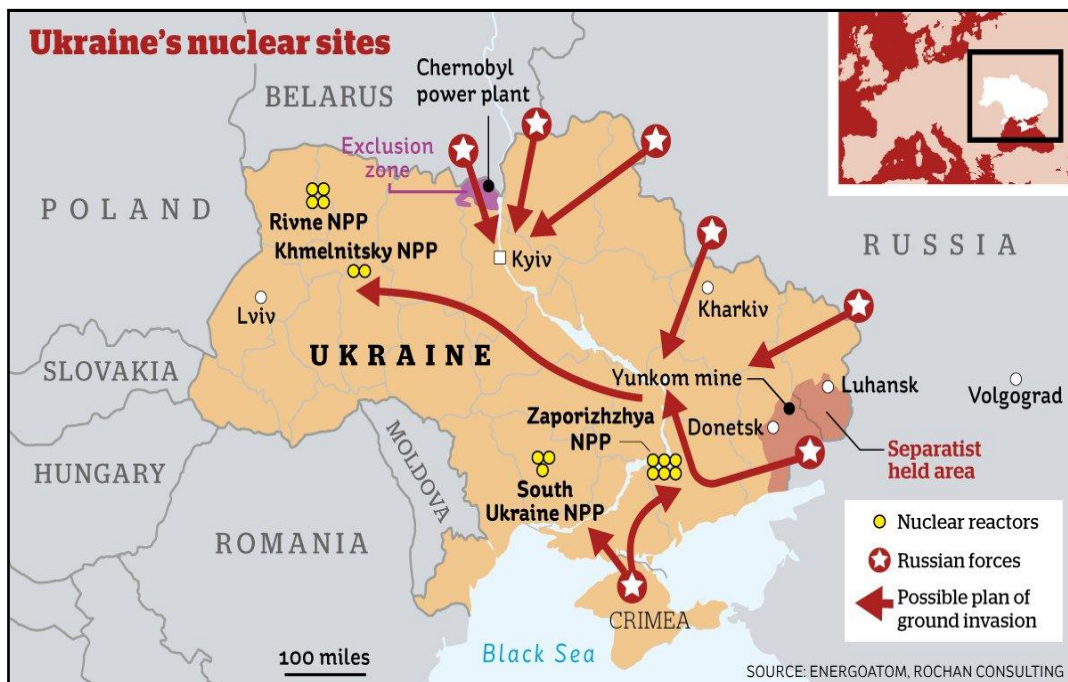 Ukraine's nuclear sites
Chernobyl
power plant
BELARUS
Exclusion
zone
POLAND
Rivne NPP
Khmelnitsky NPP
Kyiv
RUSSIA
Kharkiv
Lviv
UKRAINE
SLOVAKIA
Yunkom mine
Luhansk
Volgograd
Zaporizhzhya
NPP
Donetsk
Separatist
held area
HUNGARY
MOLDOVA
South
Ukraine NPP
ROMANIA
Nuclear reactors
Russian forces
Possible plan of
ground invasion
CRIMEA
Black Sea
100 miles
SOURCE: ENERGOATOM, ROCHAN CONSULTING